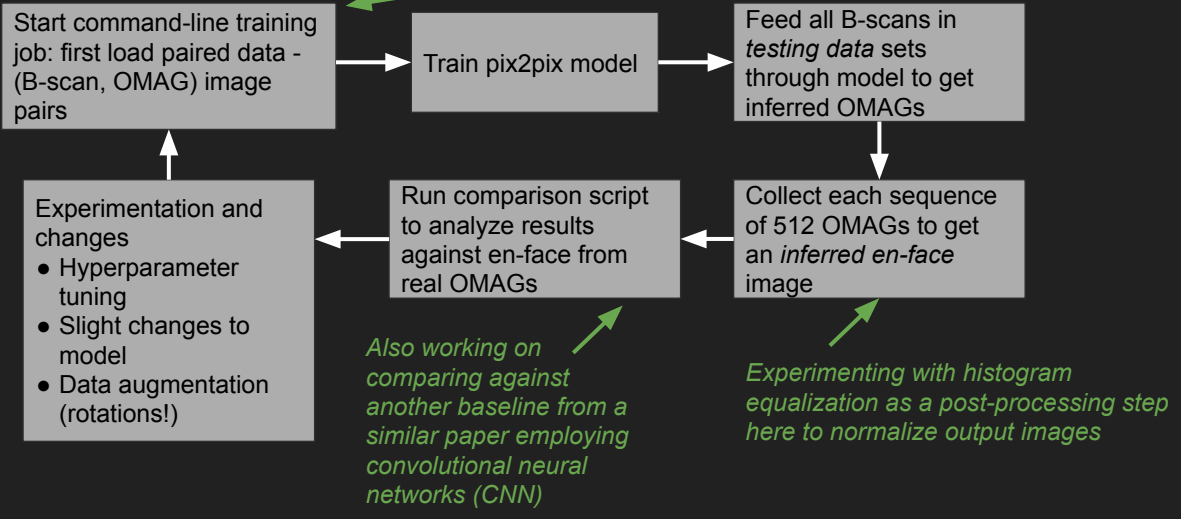 Start command-line training
job: first load paired data -
(B-scan, OMAG) image
pairs
Train pix2pix model
Feed all B-scans in
testing data sets
through model to get
inferred OMAGs
Collect each sequence
of 512 OMAGs to get
an inferred en-face
image
Run comparison script
to analyze results
against en-face from
real OMAGs
Experimentation and
changes
● Hyperparameter
tuning
● Slight changes to
model
● Data augmentation
(rotations!)
Also working on
comparing against
another baseline from a
similar paper employing
convolutional neural
networks (CNN)
Experimenting with histogram
equalization as a post-processing step
here to normalize output images